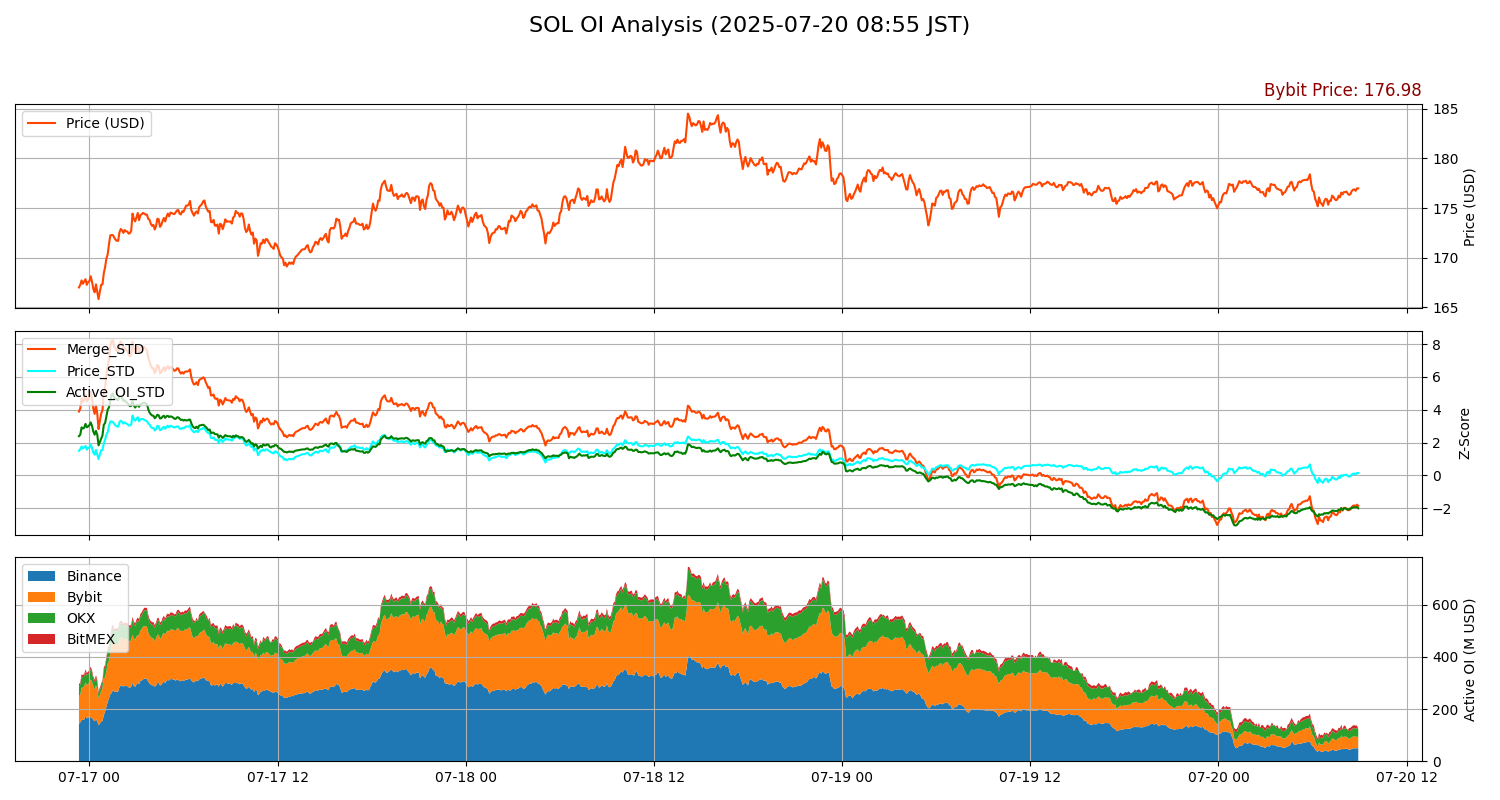 SOL OI Analysis (2025-07-20 08:55 JST)
Bybit Price: 176.98
Price (USD)
185
180
175
170
165
Price (USD)
Merge_STD
Price_STD
Active_OI_STD
8
6
4
2
0
−2
Z-Score
Binance
Bybit
OKX
BitMEX
600
400
200
0
Active OI (M USD)
07-17 00
07-17 12
07-18 00
07-18 12
07-19 00
07-19 12
07-20 00
07-20 12